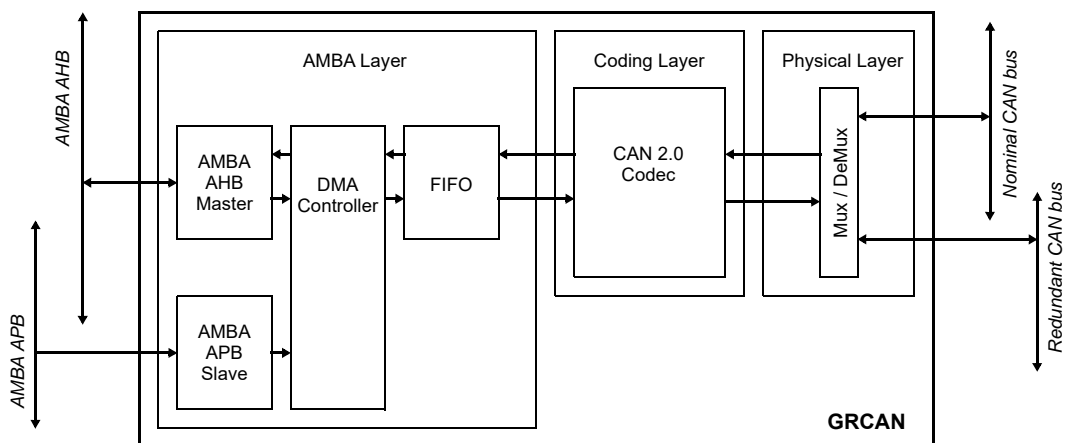 AMBA AHB
AMBA APB
AMBA Layer
AMBA
AHB
Master
DMA
Controller
FIFO
AMBA
APB
Slave
Coding Layer
CAN 2.0
Codec
Physical Layer
Mux / DeMux
Nominal CAN bus
Redundant CAN bus
GRCAN